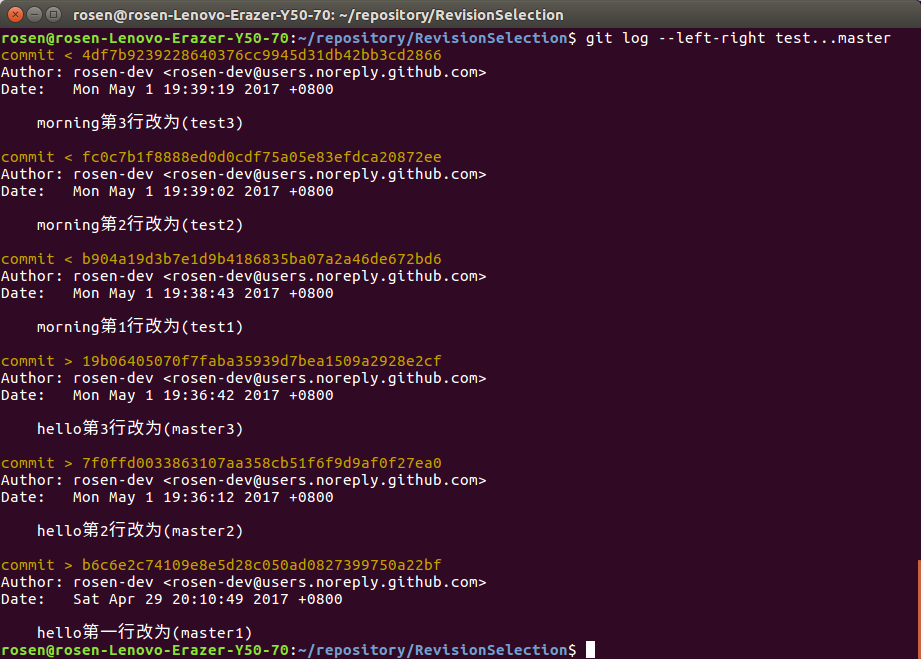 rosen@rosen-Lenovo-Erazer-Y50-70: ~/repository/RevisionSelection
rosen@rosen-Lenovo-Erazer-Y50-70:~/repository/RevisionSelection$ git log --left-right test...master
commit < 4df7b9239228640376cc9945d31db42bb3cd2866
Author: rosen-dev <rosen-dev@users.noreply.github.com>
Date:   Mon May 1 19:39:19 2017 +0800
    morning第3行改为(test3)
commit < fc0c7b1f8888ed0d0cdf75a05e83efdca20872ee
Author: rosen-dev <rosen-dev@users.noreply.github.com>
Date:   Mon May 1 19:39:02 2017 +0800
    morning第2行改为(test2)
commit < b904a19d3b7e1d9b4186835ba07a2a46dee672bd6
Author: rosen-dev <rosen-dev@users.noreply.github.com>
Date:   Mon May 1 19:38:43 2017 +0800
    morning第1行改为(test1)
commit > 19b06405070f7faba35939d7bea1509a2928e2cf
Author: rosen-dev <rosen-dev@users.noreply.github.com>
Date:   Mon May 1 19:36:42 2017 +0800
    hello第3行改为(master3)
commit > 7f0ffd0033863107aa358cb51f6f9d9af0f27ea0
Author: rosen-dev <rosen-dev@users.noreply.github.com>
Date:   Mon May 1 19:36:12 2017 +0800
    hello第2行改为(master2)
commit > b6c6e2c74109e8e5d28c050ad0827399750a22bf
Author: rosen-dev <rosen-dev@users.noreply.github.com>
Date:   Sat Apr 29 20:10:49 2017 +0800
    hello第一行改为(master1)
rosen@rosen-Lenovo-Erazer-Y50-70:~/repository/RevisionSelection$